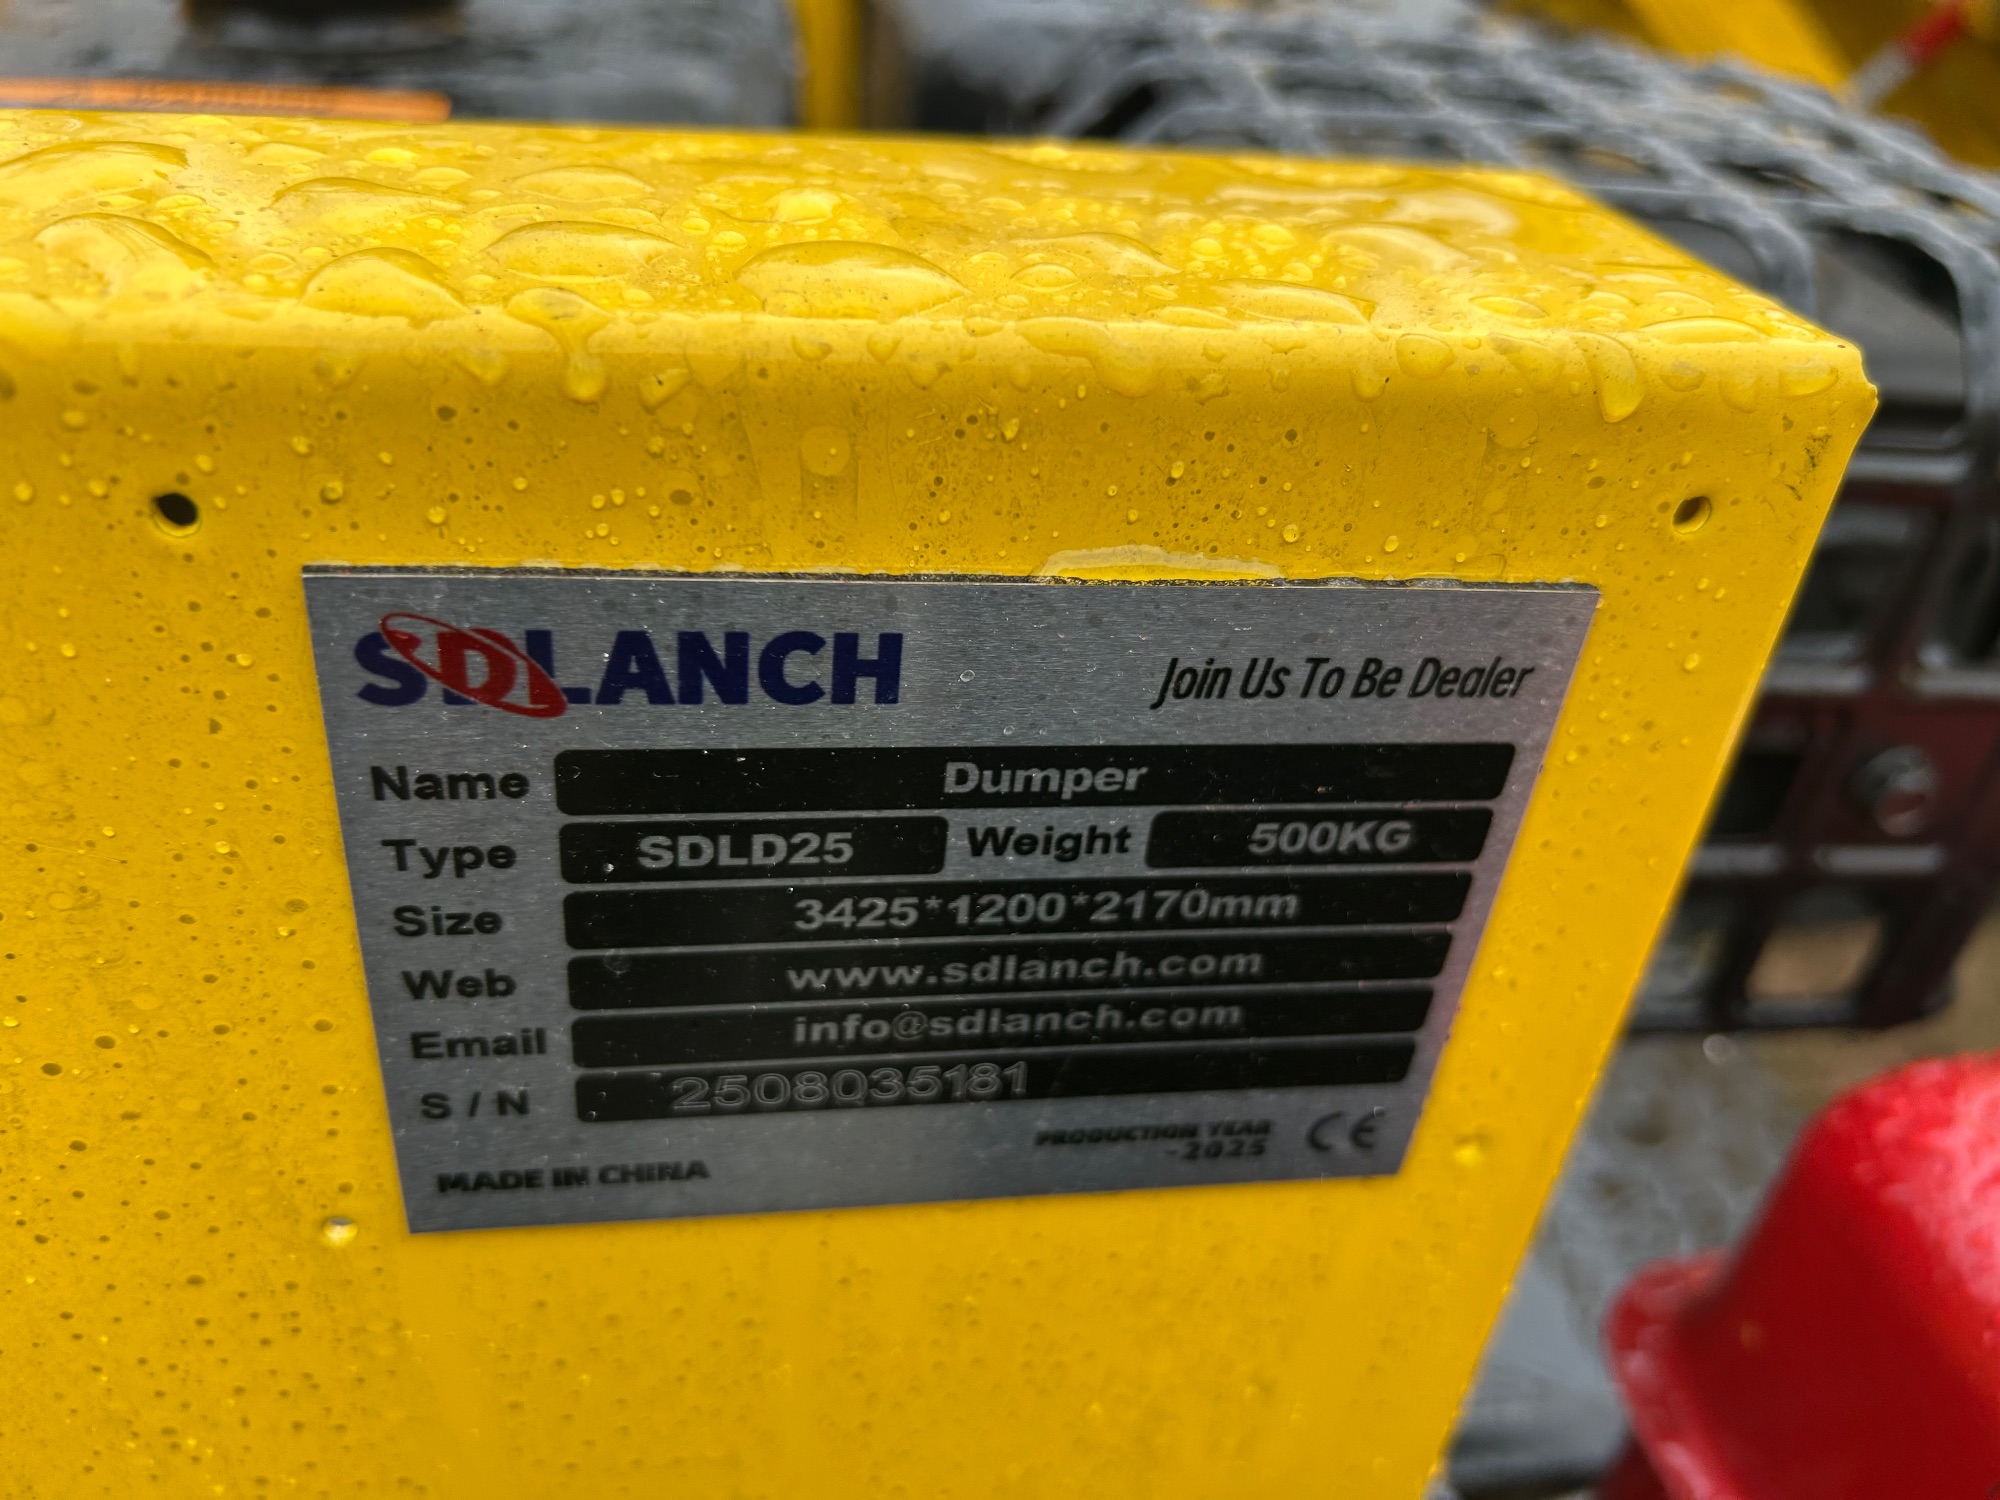 SDLANCH Join Us To Be Dealer
Name Dumper
Type SDLD25 Weight 500KG
Size 3425*1200*2170mm
Web www.sdlanch.com
Email info@sdlanch.com
S / N 2508035181
PRODUCTION YEAR
-2025 CE
MADE IN CHINA